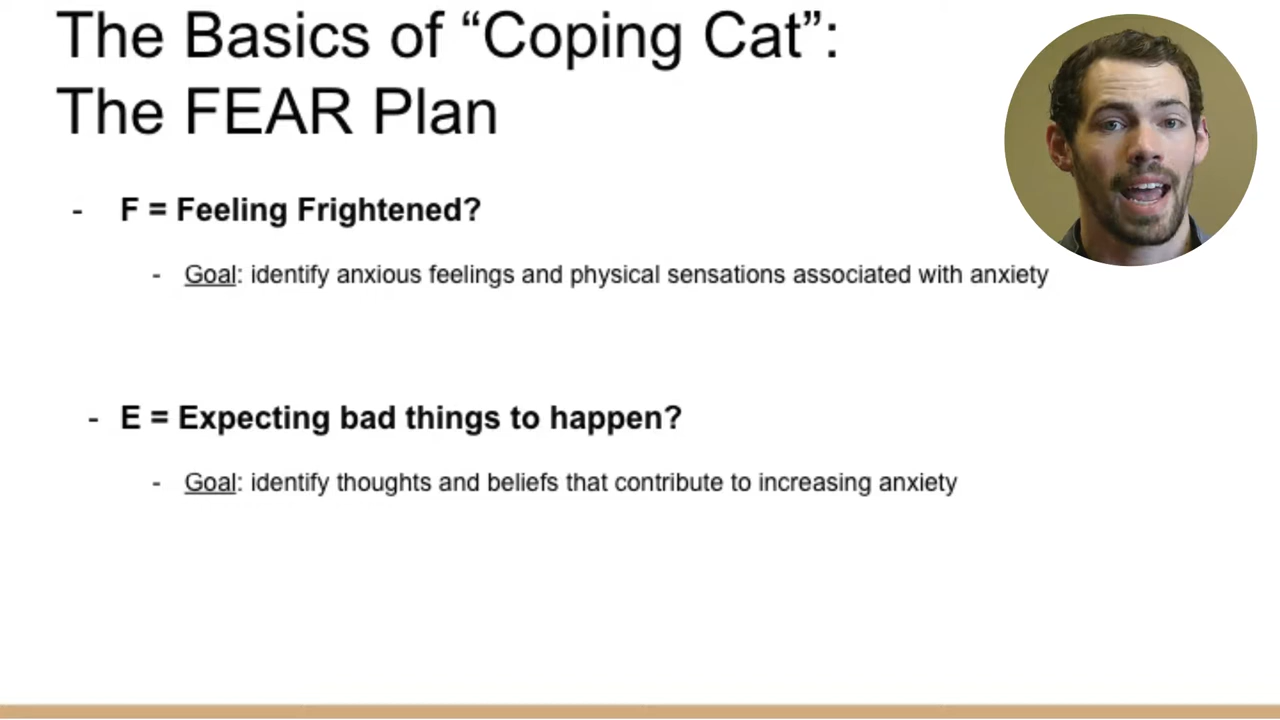 The Basics of “Coping Cat”:
The FEAR Plan
- F = Feeling Frightened?
- Goal: identify anxious feelings and physical sensations associated with anxiety
- E = Expecting bad things to happen?
- Goal: identify thoughts and beliefs that contribute to increasing anxiety